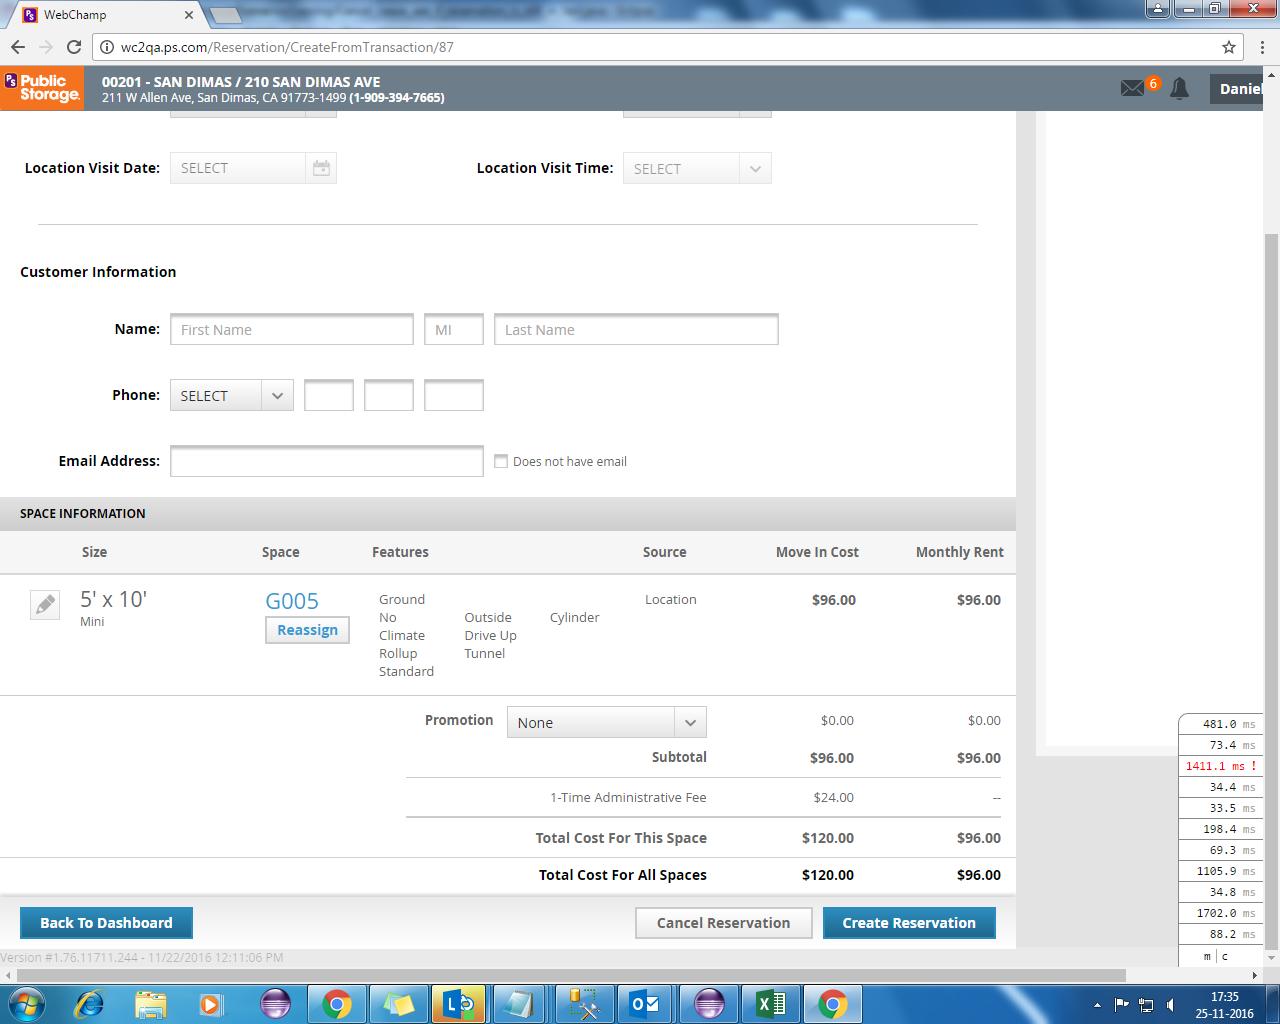 WebChamp
wc2qa.ps.com/Reservation/CreateFromTransaction/87
PS Public Storage.
00201 - SAN DIMAS / 210 SAN DIMAS AVE
211 W Allen Ave, San Dimas, CA 91773-1499 (1-909-394-7665)
6
Daniel
Location Visit Date: SELECT Location Visit Time: SELECT
Customer Information
Name: First Name MI Last Name
Phone: SELECT
Email Address: Does not have email
SPACE INFORMATION
Size Space Features Source Move In Cost Monthly Rent
5' x 10' G005 Ground Location $96.00 $96.00
Mini No Outside Cylinder
Reassign Climate Drive Up
Rollup Tunnel
Standard
Promotion None $0.00 $0.00
Subtotal $96.00 $96.00
1-Time Administrative Fee $24.00 --
Total Cost For This Space $120.00 $96.00
Total Cost For All Spaces $120.00 $96.00
Back To Dashboard Cancel Reservation Create Reservation
Version #1.76.11711.244 - 11/22/2016 12:11:06 PM
481.0 ms
73.4 ms
1411.1 ms !
34.4 ms
33.5 ms
198.4 ms
69.3 ms
1105.9 ms
34.8 ms
1702.0 ms
88.2 ms
m | c
17:35
25-11-2016